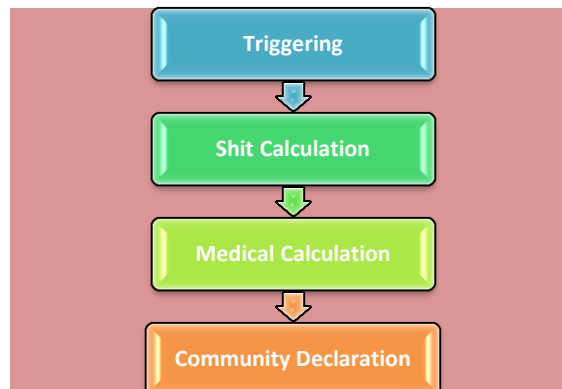 Triggering
Shit Calculation
Medical Calculation
Community Declaration